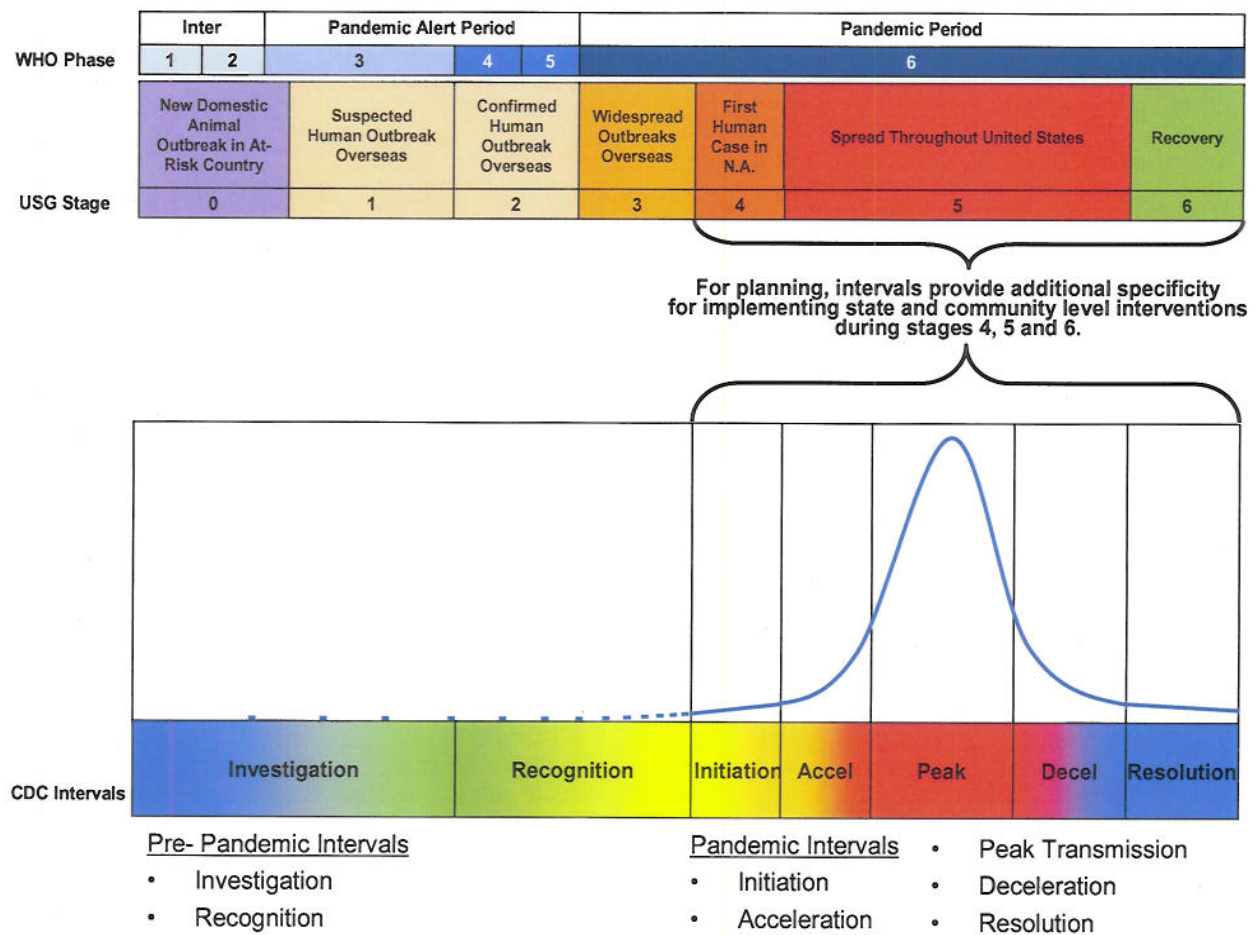 Inter
Pandemic Alert Period
Pandemic Period
WHO Phase
1
2
3
4
5
6
New Domestic
Animal
Outbreak in At-
Risk Country
Suspected
Human Outbreak
Overseas
Confirmed
Human
Outbreak
Overseas
Widespread
Outbreaks
Overseas
First
Human
Case in
N.A.
Spread Throughout United States
Recovery
USG Stage
0
1
2
3
4
5
6
For planning, intervals provide additional specificity
for implementing state and community level interventions
during stages 4, 5 and 6.
CDC Intervals
Investigation
Recognition
Initiation
Accel
Peak
Decel
Resolution
Pre- Pandemic Intervals
• Investigation
• Recognition
Pandemic Intervals
• Initiation
• Acceleration
• Peak Transmission
• Deceleration
• Resolution